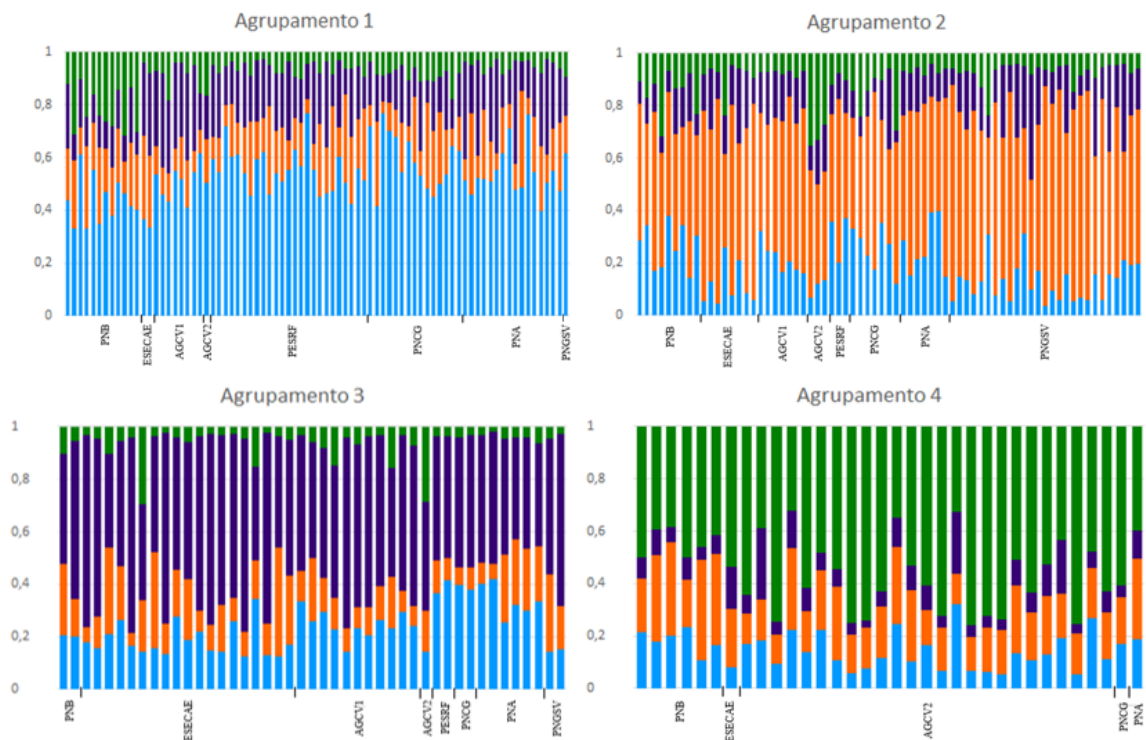 Agrupamento 1
1
0,8
0,6
0,4
0,2
0
PNB
ESECAE
AGCV1
AGCV2
PESRF
PNCG
PNA
PNGSV
Agrupamento 2
1
0,8
0,6
0,4
0,2
0
PNB
ESECAE
AGCV1
AGCV2
PESRF
PNCG
PNA
PNGSV
Agrupamento 3
1
0,8
0,6
0,4
0,2
0
PNB
ESECAE
AGCV1
AGCV2
PESRF
PNCG
PNA
PNGSV
Agrupamento 4
1
0,8
0,6
0,4
0,2
0
PNB
ESECAE
AGCV2
PNCG
PNA